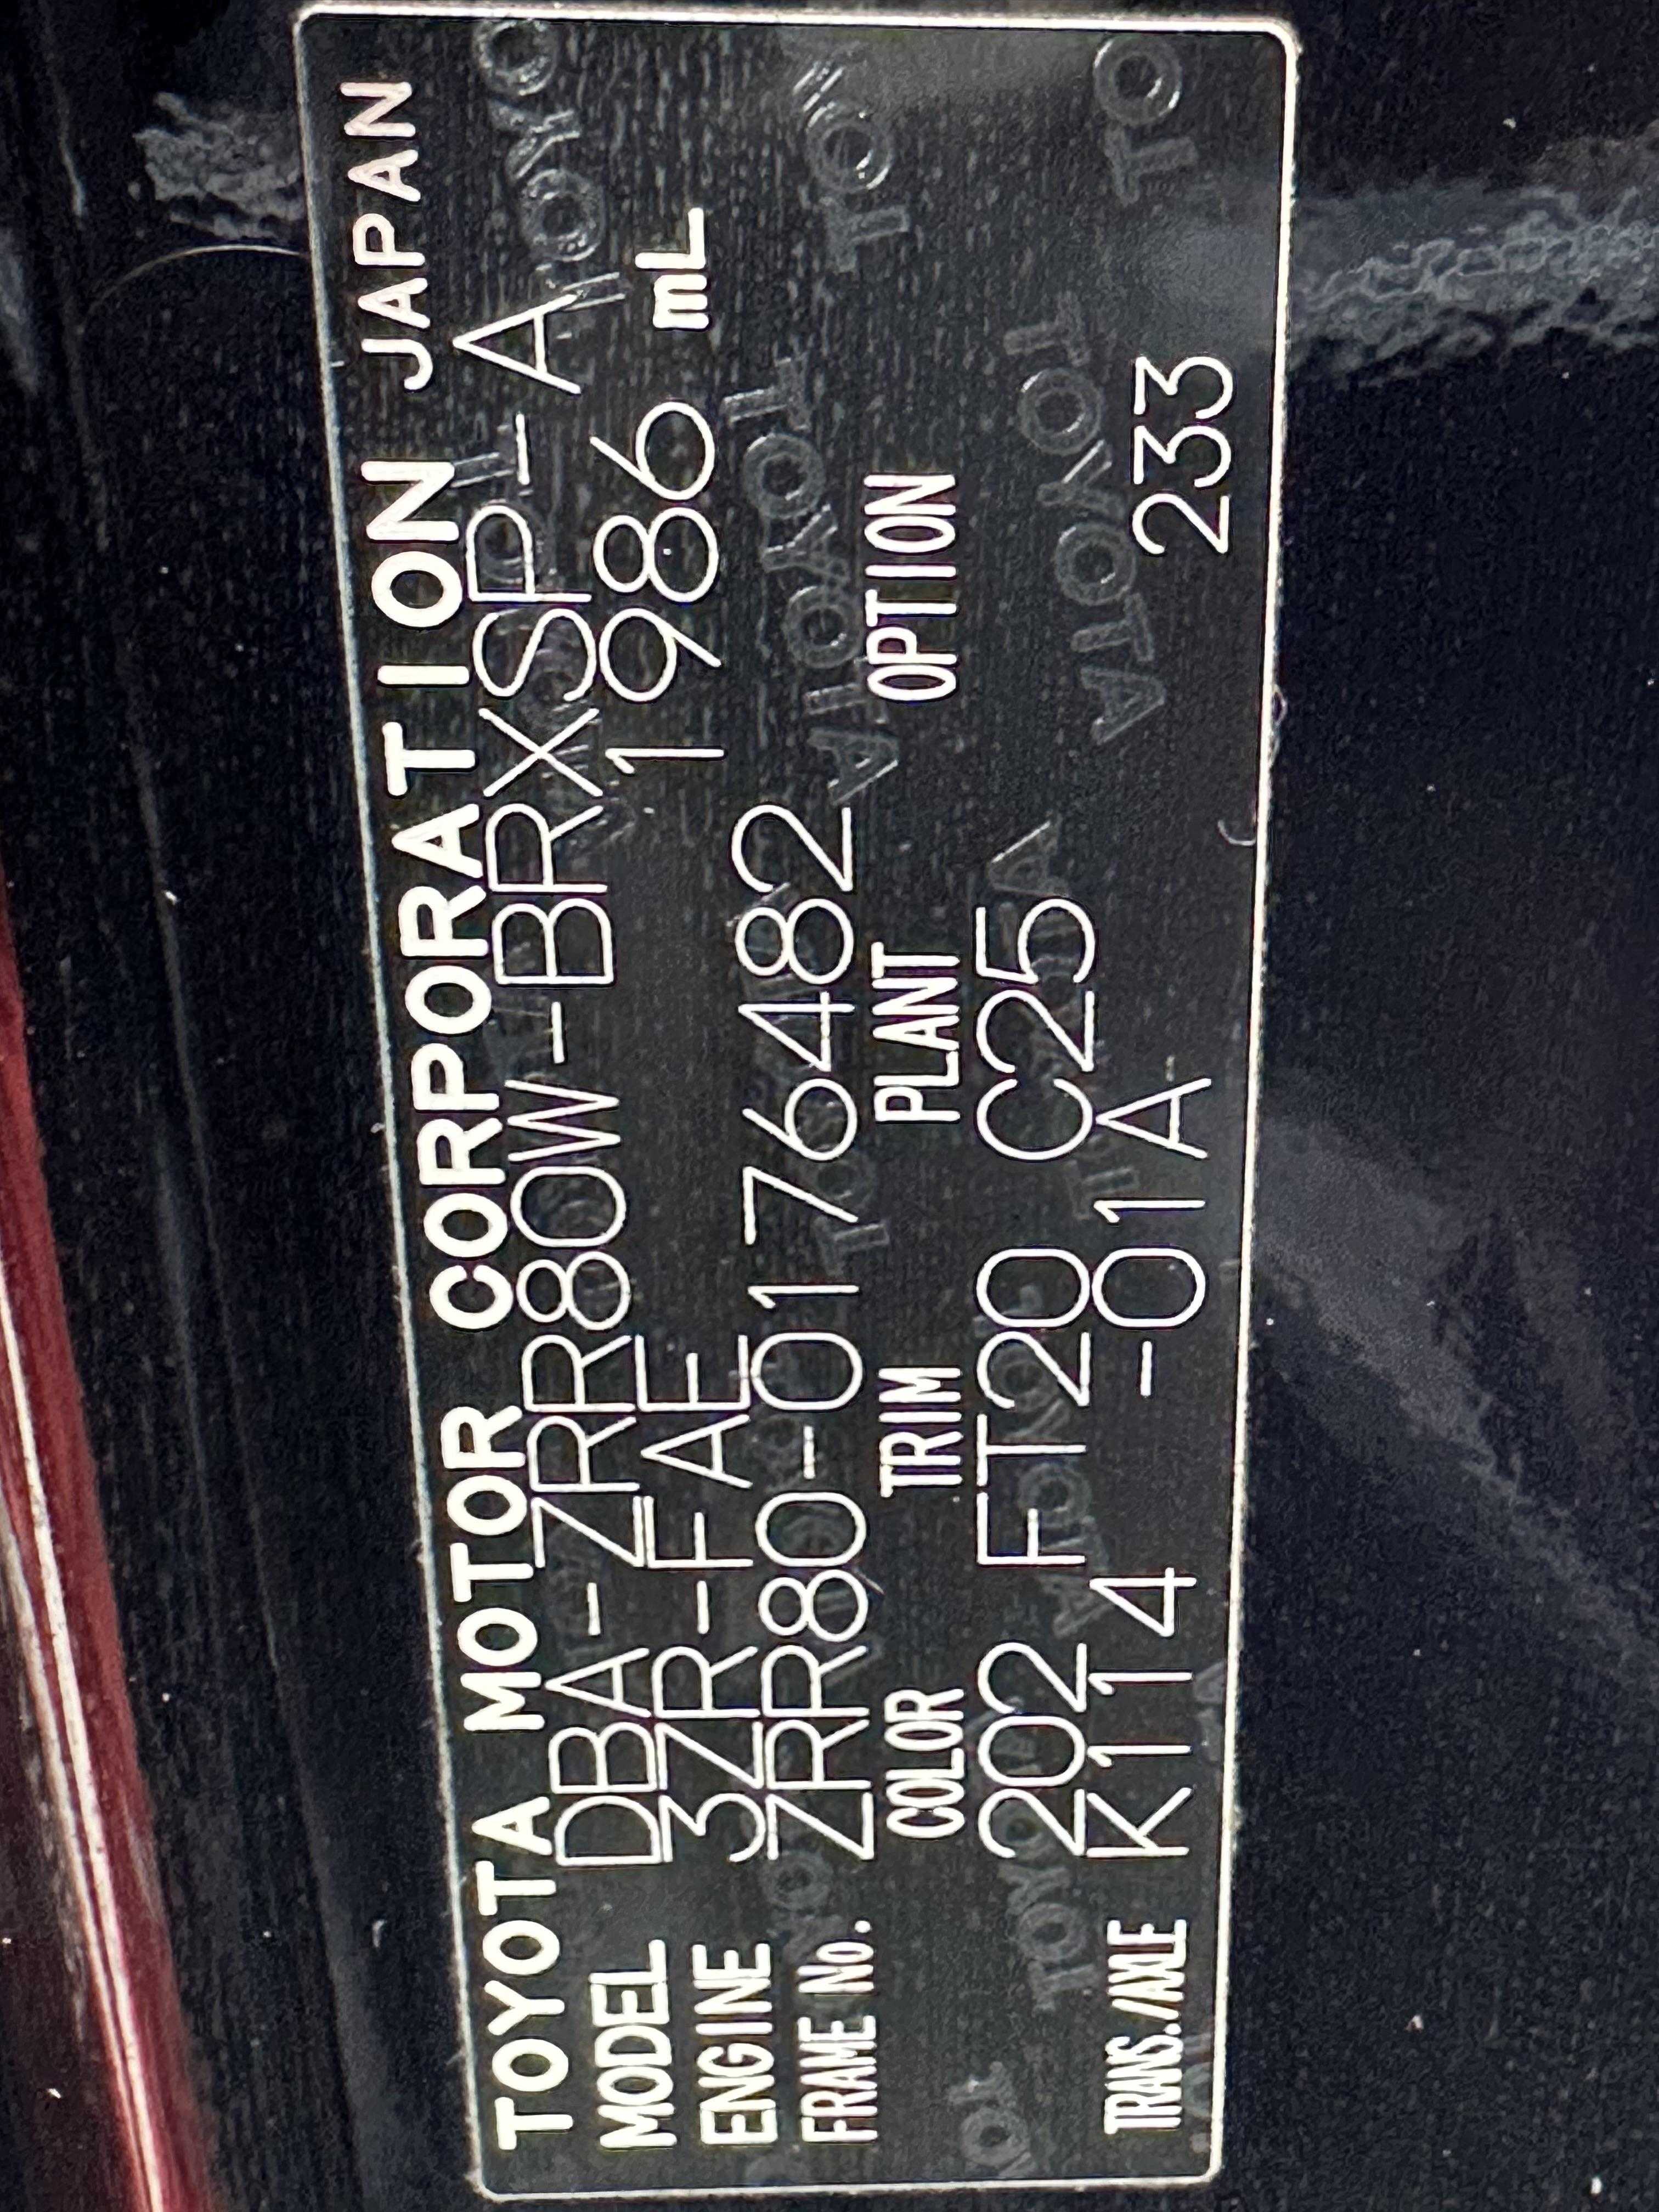 TOYOTA MOTOR CORPORATION JAPAN
MODEL DBA-ZRR80W-BRXSP-A
ENGINE 3ZR-FAE 1986 mL
FRAME No. ZRR80-0176482
COLOR TRIM PLANT OPTION
202 FT20 C25
TRANS./AXLE K114 -01A 233